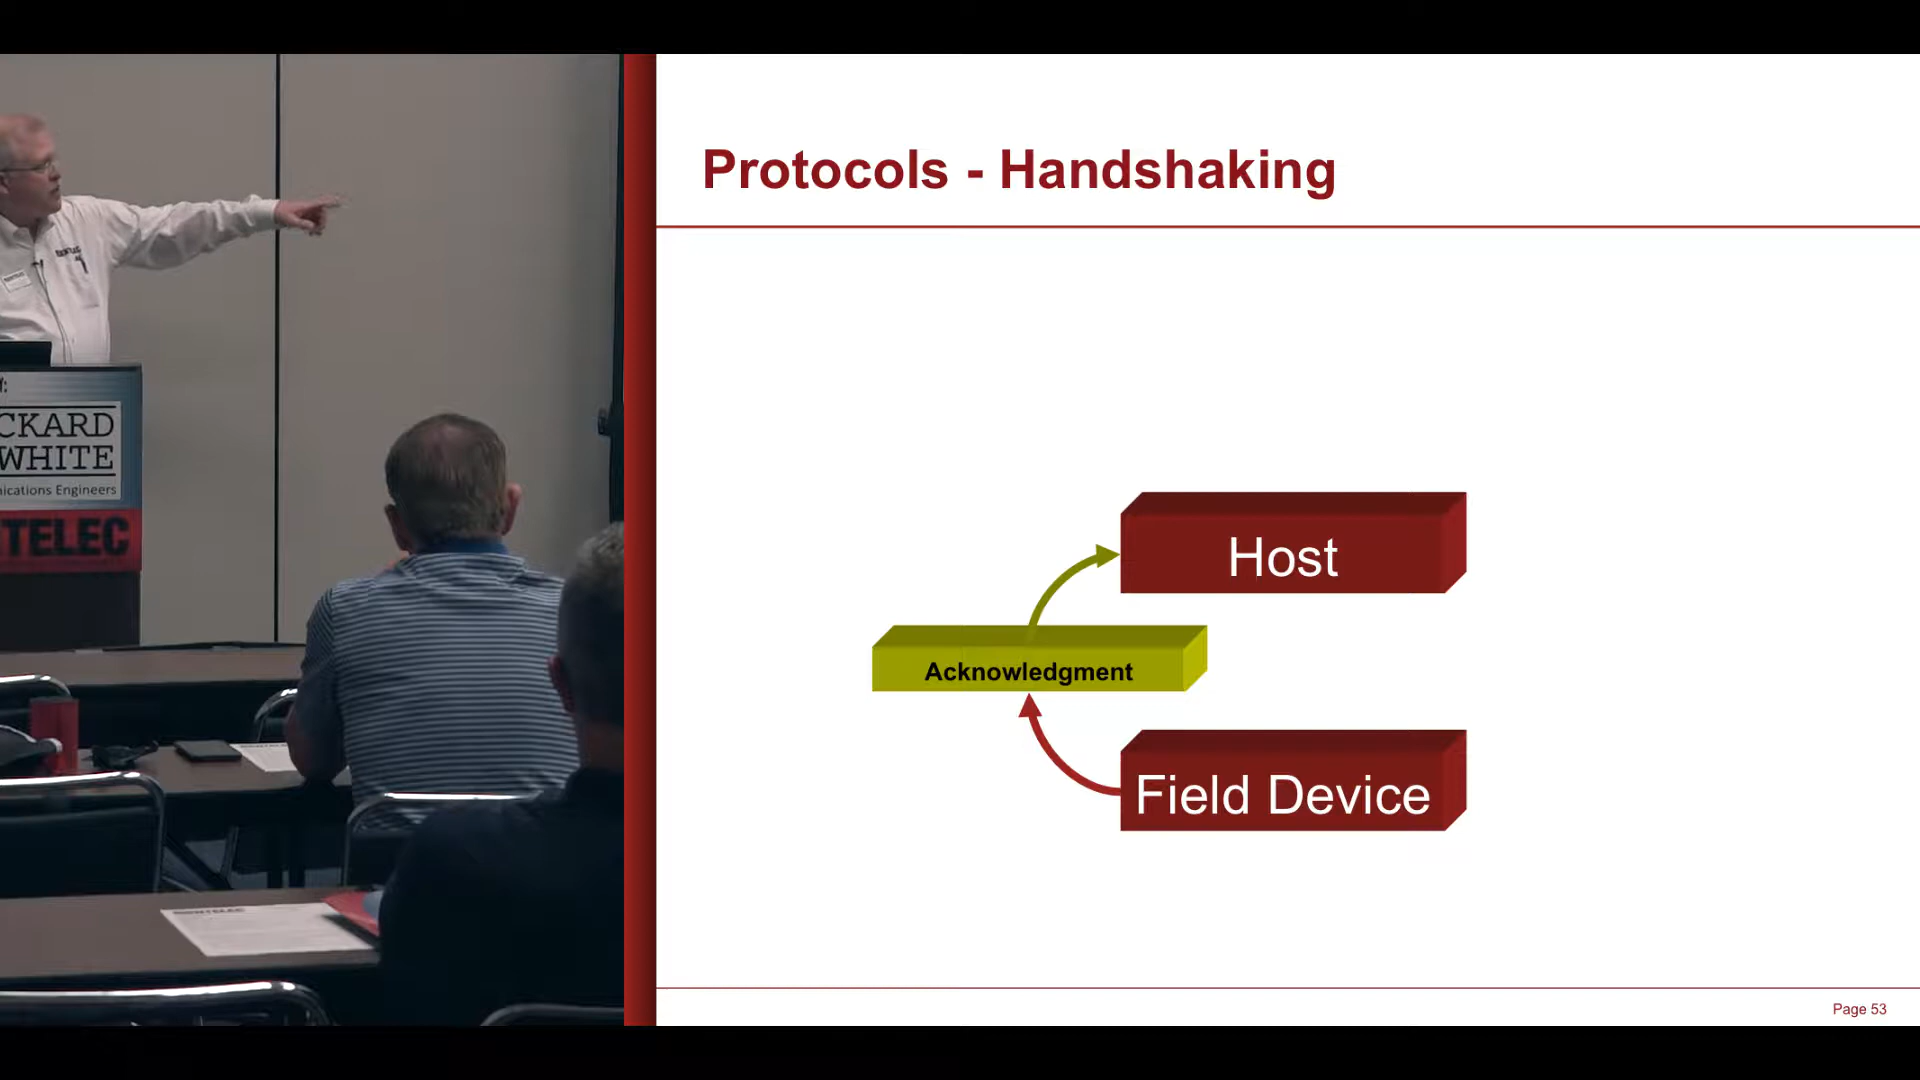 Protocols - Handshaking
Host
Acknowledgment
Field Device
Page 53
CKARD
WHITE
ications Engineers
TELEC